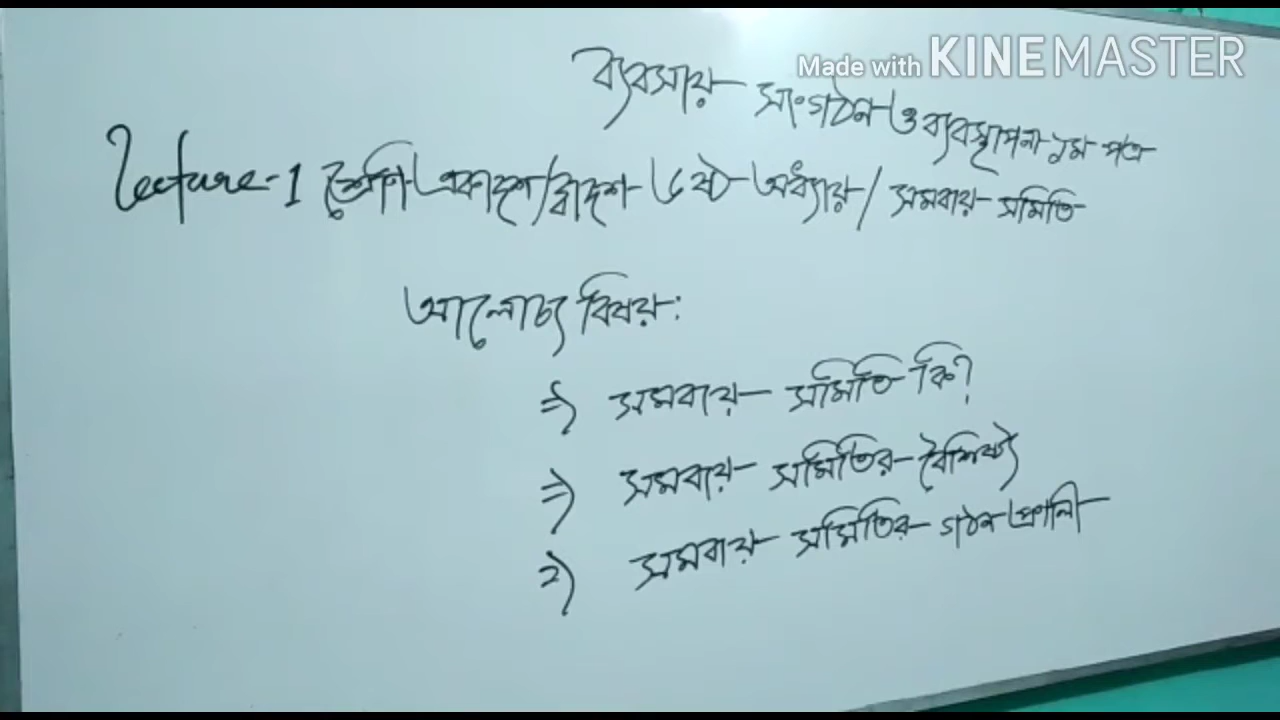 Made with KINEMASTER
ব্যবসায় সংগঠন ও ব্যবস্থাপনা ১ম পত্র
Lecture-1 শ্রেণি একাদশ/দ্বাদশ ৬ষ্ঠ অধ্যায়/ সমবায় সমিতি
আলোচ্য বিষয়:
=> সমবায় সমিতি কি?
=> সমবায় সমিতির বৈশিষ্ট্য
=> সমবায় সমিতির গঠন